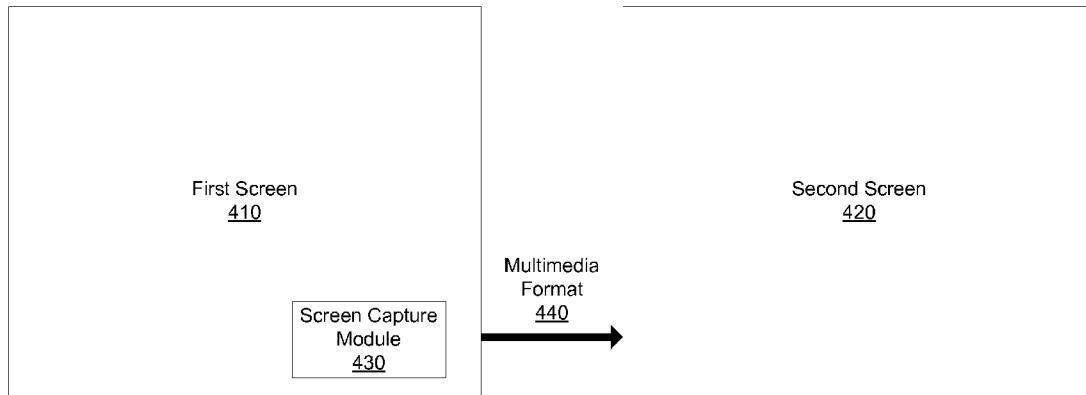 First Screen
410
Second Screen
420
Multimedia
Format
440
Screen Capture
Module
430